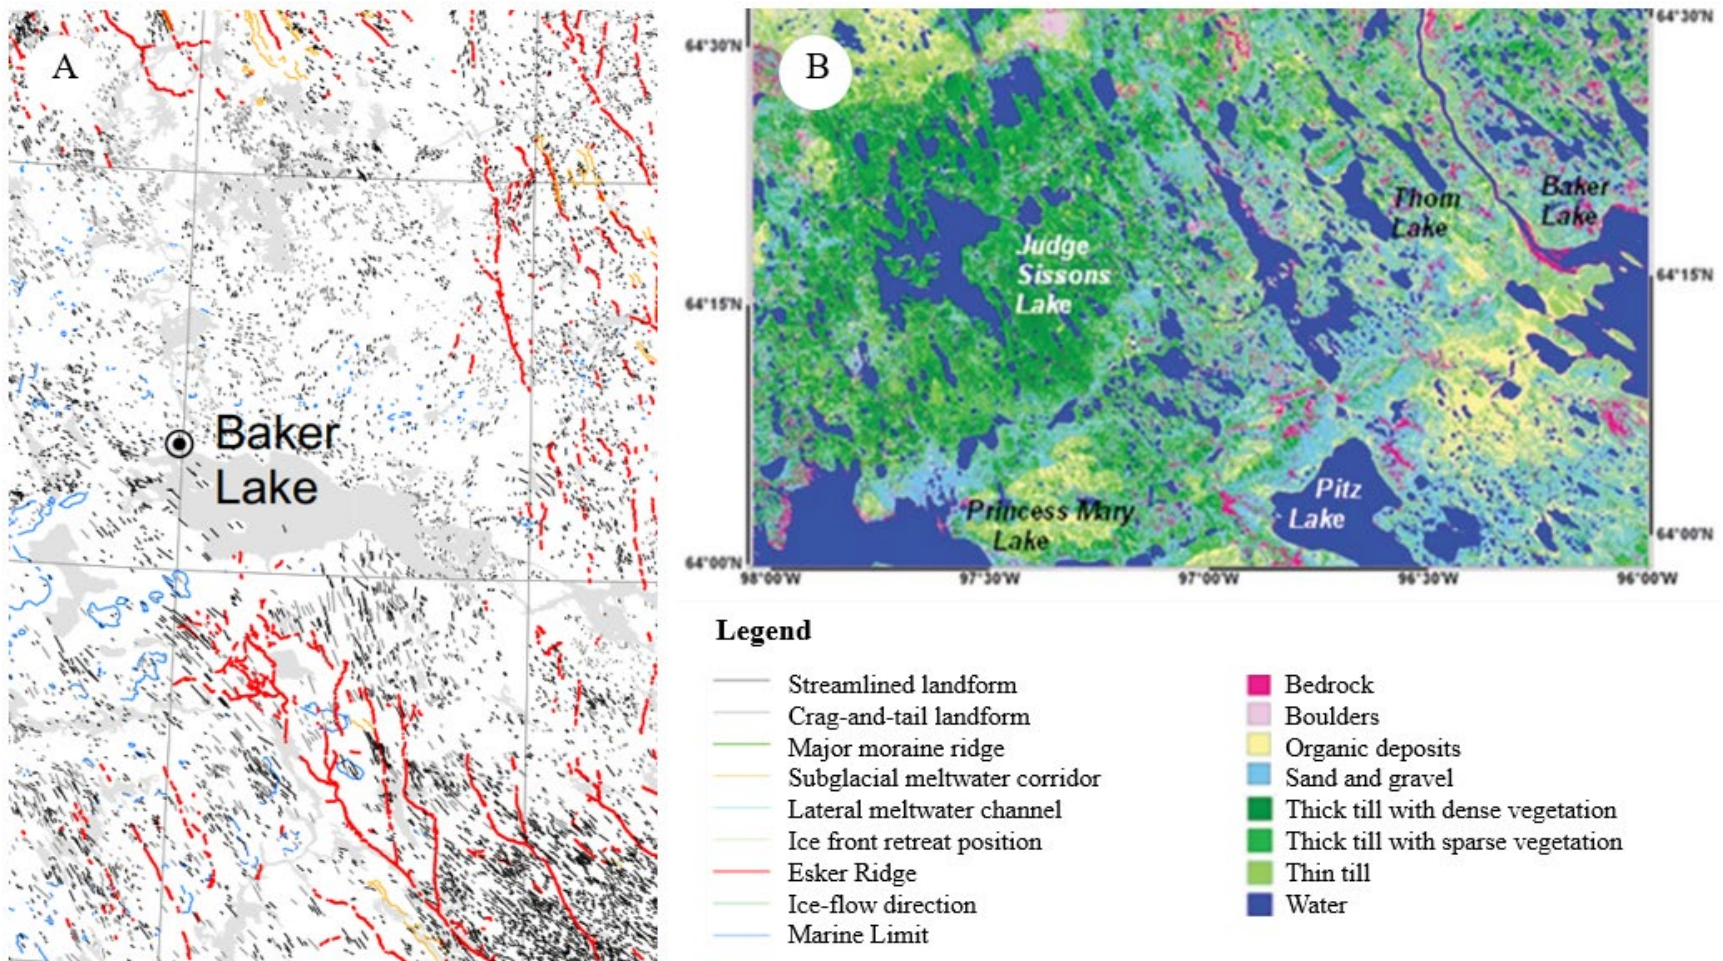 A
Baker
Lake
B
64°30'N
64°30'N
64°15'N
64°15'N
64°00'N
64°00'N
98°00'W
97°30'W
97°00'W
96°30'W
96°00'W
Judge
Sissons
Lake
Thom
Lake
Baker
Lake
Princess Mary
Lake
Pitz
Lake
Legend
Streamlined landform
Crag-and-tail landform
Major moraine ridge
Subglacial meltwater corridor
Lateral meltwater channel
Ice front retreat position
Esker Ridge
Ice-flow direction
Marine Limit
Bedrock
Boulders
Organic deposits
Sand and gravel
Thick till with dense vegetation
Thick till with sparse vegetation
Thin till
Water